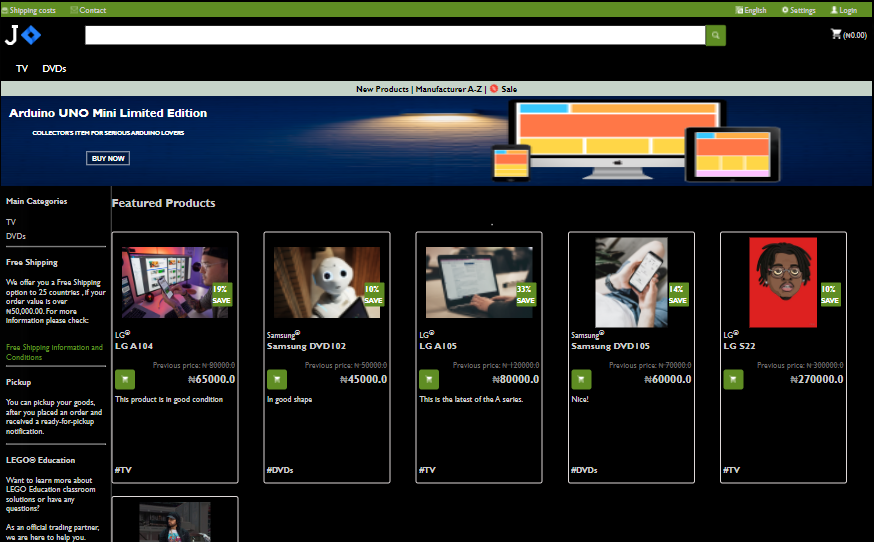 Shipping costs
Contact
English
Settings
Login
J
(₦0.00)
TV
DVDs
New Products | Manufacturer A-Z | Sale
Arduino UNO Mini Limited Edition
COLLECTOR'S ITEM FOR SERIOUS ARDUINO LOVERS
BUY NOW
Main Categories
TV
DVDs
Free Shipping
We offer you a Free Shipping
option to 25 countries , if your
order value is over
₦50,000.00. For more
information please check:
Free Shipping information and
Conditions
Pickup
You can pickup your goods,
after you placed an order and
received a ready-for-pickup
notification.
LEGO® Education
Want to learn more about
LEGO Education classroom
solutions or have any
questions?
As an official trading partner,
we are here to help you.
Featured Products
19%
SAVE
LG®
LG A104
Previous price: ₦ 80000.0
₦65000.0
This product is in good condition
#TV
10%
SAVE
Samsung®
Samsung DVD102
Previous price: ₦ 50000.0
₦45000.0
In good shape
#DVDs
33%
SAVE
LG®
LG A105
Previous price: ₦ 120000.0
₦80000.0
This is the latest of the A series.
#TV
14%
SAVE
Samsung®
Samsung DVD105
Previous price: ₦ 70000.0
₦60000.0
Nice!
#DVDs
10%
SAVE
LG®
LG S22
Previous price: ₦ 300000.0
₦270000.0
#TV